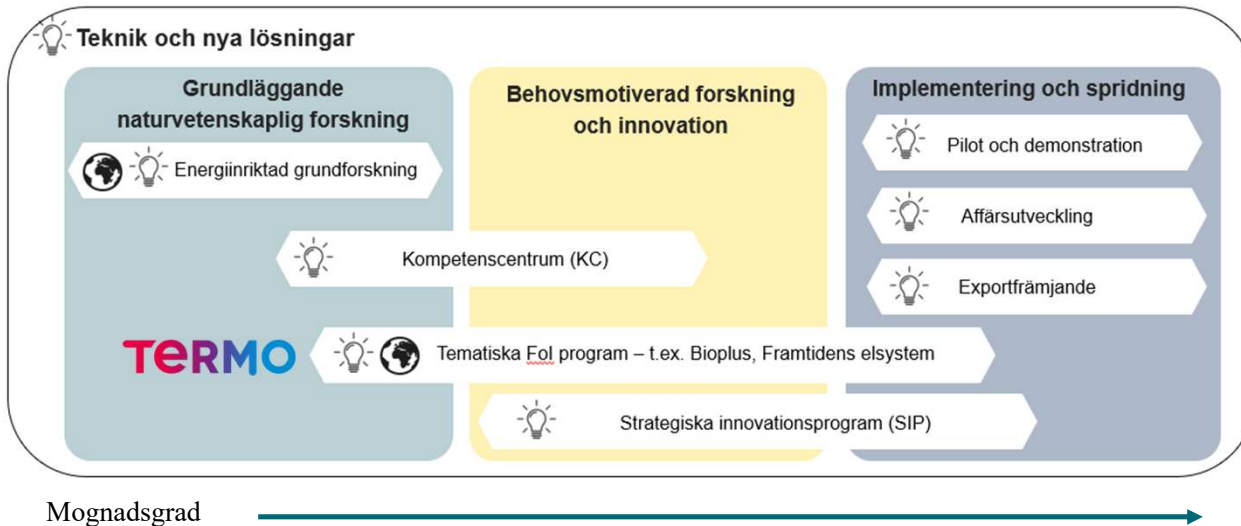 Teknik och nya lösningar
Grundläggande
naturvetenskaplig forskning
Energiinriktad grundforskning
Behovsmotiverad forskning
och innovation
Implementering och spridning
Pilot och demonstration
Affärsutveckling
Exportfrämjande
Kompetenscentrum (KC)
TeRMO
Tematiska FoI program – t.ex. Bioplus, Framtidens elsystem
Strategiska innovationsprogram (SIP)
Mognadsgrad